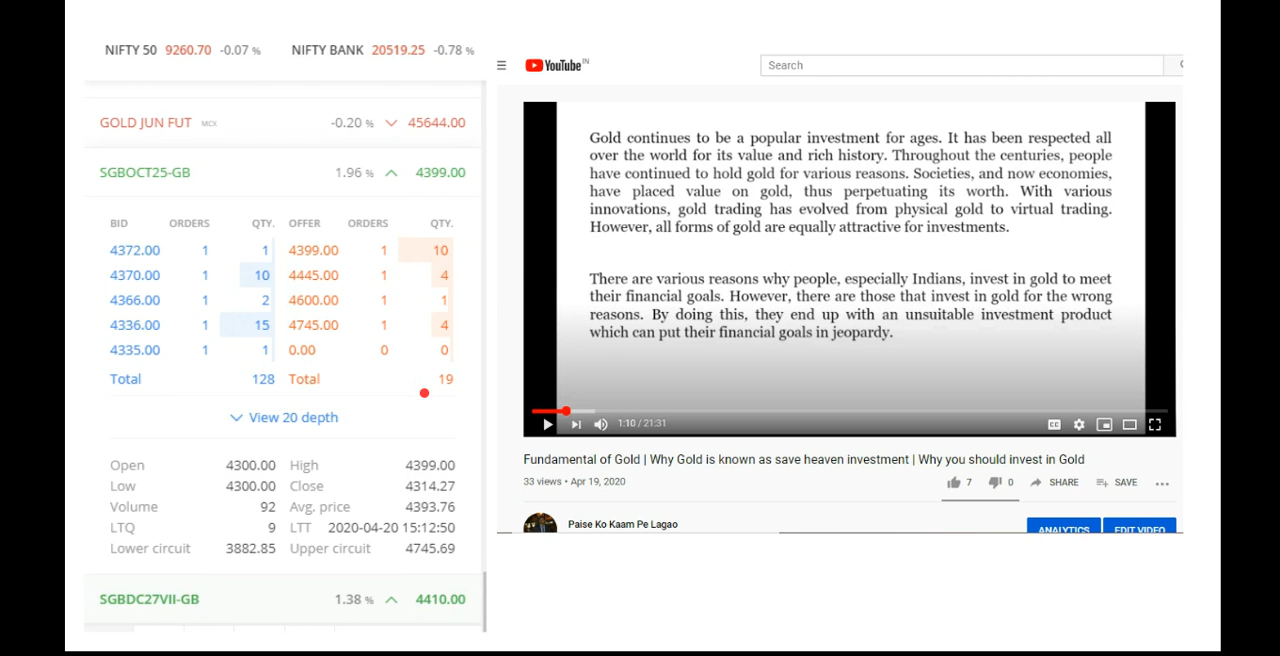 NIFTY 50 9260.70 -0.07 % NIFTY BANK 20519.25 -0.78 %
GOLD JUN FUT MCX -0.20 % 45644.00
SGBOCT25-GB 1.96 % 4399.00
BID ORDERS QTY. OFFER ORDERS QTY.
4372.00 1 1 4399.00 1 10
4370.00 1 10 4445.00 1 4
4366.00 1 2 4600.00 1 1
4336.00 1 15 4745.00 1 4
4335.00 1 1 0.00 0 0
Total 128 Total 19
View 20 depth
Open 4300.00 High 4399.00
Low 4300.00 Close 4314.27
Volume 92 Avg. price 4393.76
LTQ 9 LTT 2020-04-20 15:12:50
Lower circuit 3882.85 Upper circuit 4745.69
SGBDC27VII-GB 1.38 % 4410.00
YouTube IN
Search
Gold continues to be a popular investment for ages. It has been respected all
over the world for its value and rich history. Throughout the centuries, people
have continued to hold gold for various reasons. Societies, and now economies,
have placed value on gold, thus perpetuating its worth. With various
innovations, gold trading has evolved from physical gold to virtual trading.
However, all forms of gold are equally attractive for investments.
There are various reasons why people, especially Indians, invest in gold to meet
their financial goals. However, there are those that invest in gold for the wrong
reasons. By doing this, they end up with an unsuitable investment product
which can put their financial goals in jeopardy.
1:10 / 21:31
CC
Fundamental of Gold | Why Gold is known as save heaven investment | Why you should invest in Gold
33 views • Apr 19, 2020 7 0 SHARE SAVE
Paise Ko Kaam Pe Lagao
ANALYTICS EDIT VIDEO